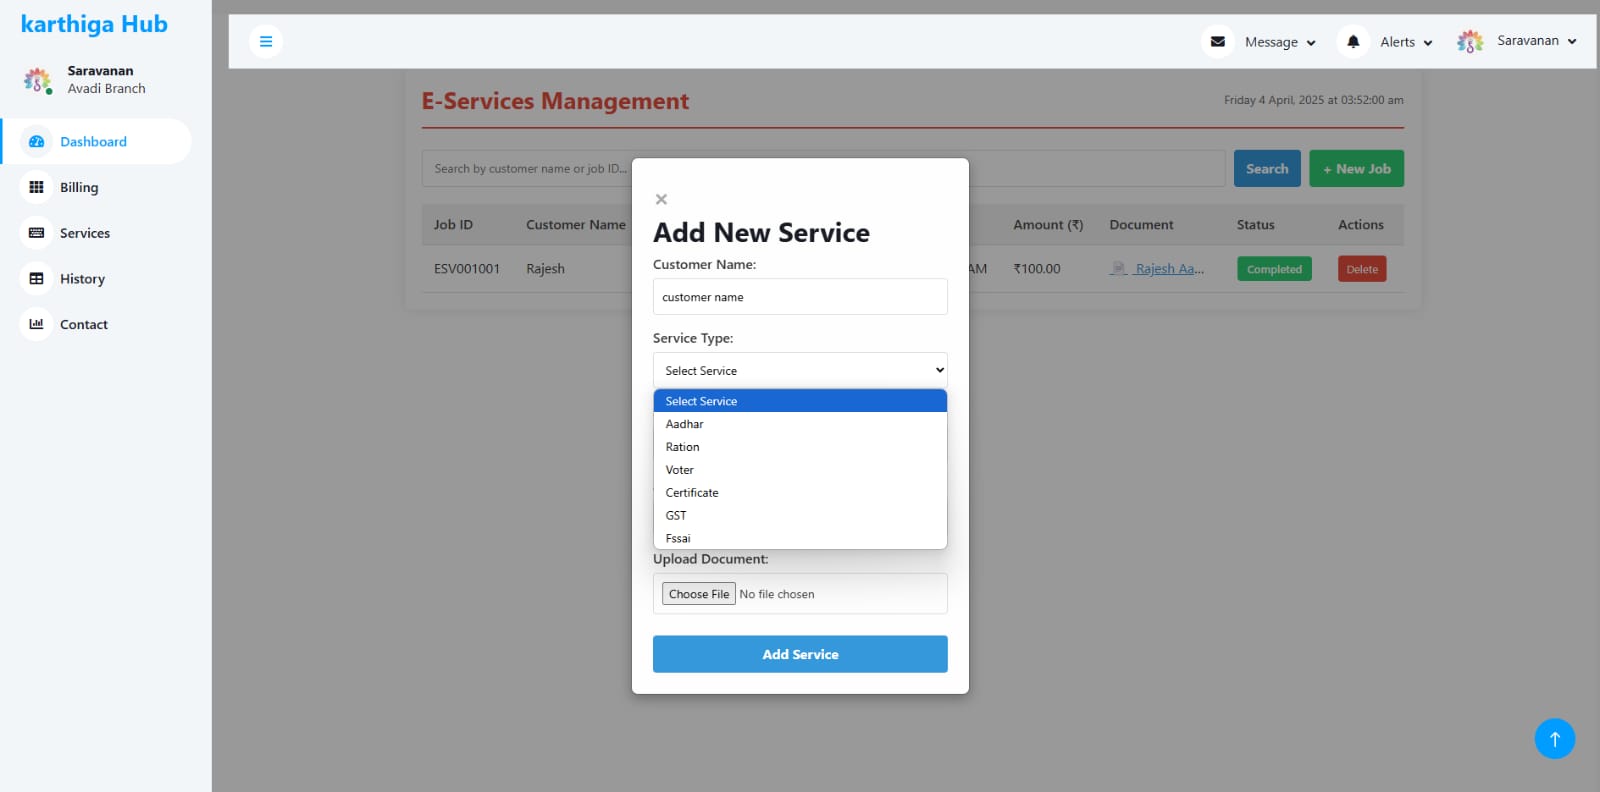 karthiga Hub
Saravanan
Avadi Branch
Dashboard
Billing
Services
History
Contact
Message
Alerts
Saravanan
E-Services Management
Friday 4 April, 2025 at 03:52:00 am
Search by customer name or job ID...
Search
+ New Job
Job ID Customer Name Amount (₹) Document Status Actions
ESV001001 Rajesh AM ₹100.00 Rajesh Aa... Completed Delete
×
Add New Service
Customer Name:
customer name
Service Type:
Select Service
Select Service
Aadhar
Ration
Voter
Certificate
GST
Fssai
Upload Document:
Choose File No file chosen
Add Service